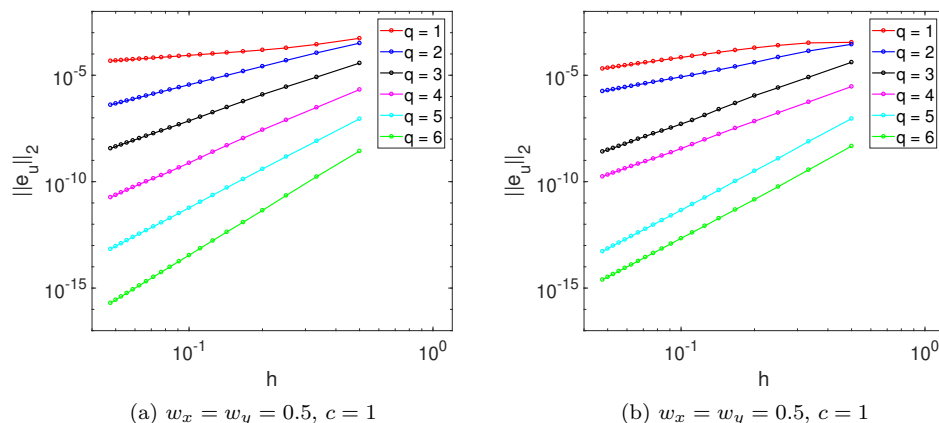 ||e_u||_2
10^-5
10^-10
10^-15
10^-1
10^0
h
q = 1
q = 2
q = 3
q = 4
q = 5
q = 6
(a) w_x = w_y = 0.5, c = 1
||e_u||_2
10^-5
10^-10
10^-15
10^-1
10^0
h
q = 1
q = 2
q = 3
q = 4
q = 5
q = 6
(b) w_x = w_y = 0.5, c = 1